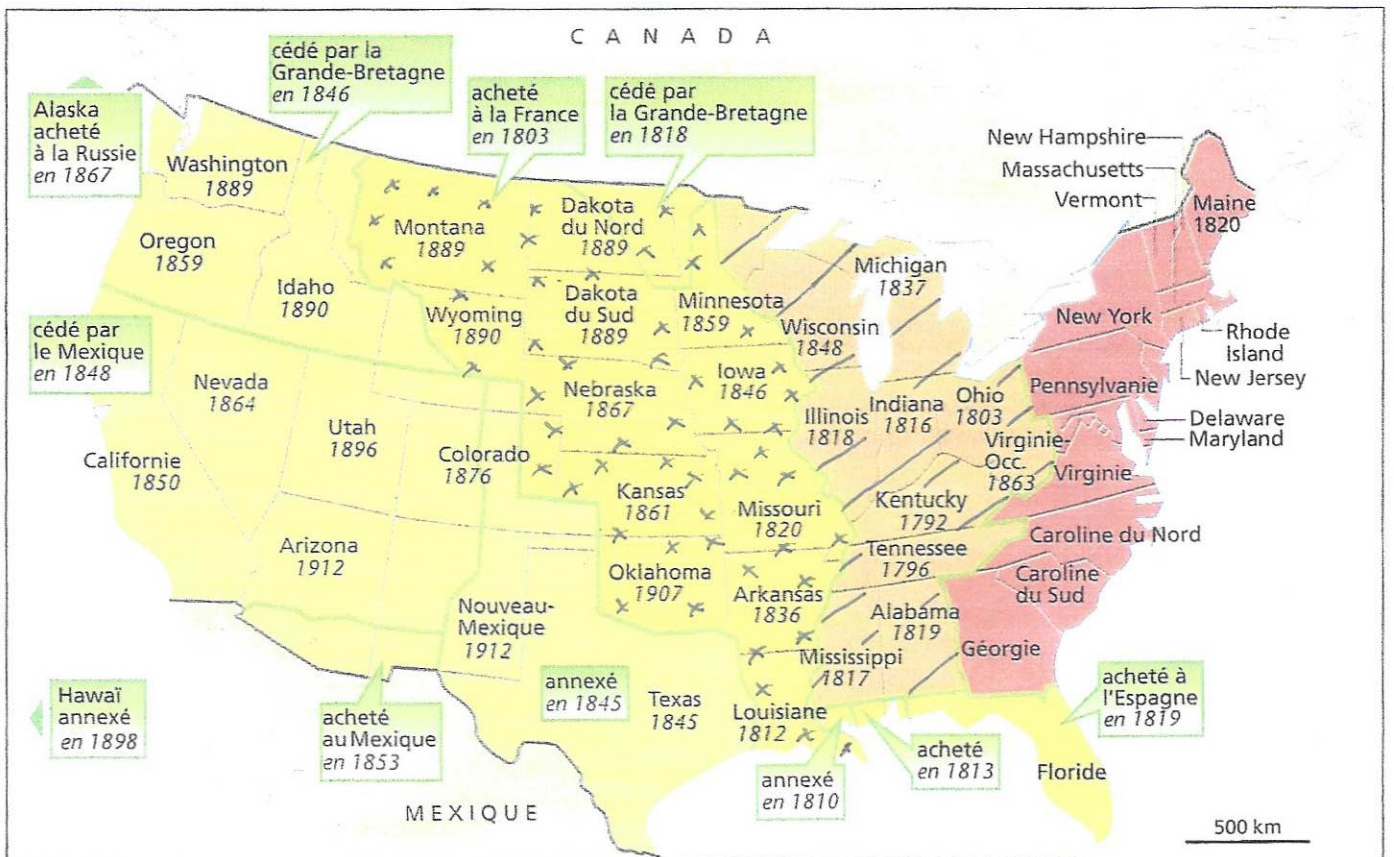 CANADA
cédé par la
Grande-Bretagne
en 1846
Alaska
acheté
à la Russie
en 1867
acheté
à la France
en 1803
cédé par
la Grande-Bretagne
en 1818
New Hampshire
Massachusetts
Vermont
Maine
1820
Washington
1889
Oregon
1859
Idaho
1890
Montana
1889
Dakota
du Nord
1889
Wyoming
1890
Dakota
du Sud
1889
Minnesota
1859
Michigan
1837
Wisconsin
1848
New York
Rhode
Island
New Jersey
cédé par
le Mexique
en 1848
Nevada
1864
Utah
1896
Californie
1850
Colorado
1876
Nebraska
1867
Iowa
1846
Illinois
1818
Indiana
1816
Ohio
1803
Pennsylvanie
Delaware
Maryland
Virginie-
Occ.
1863
Virginie
Kansas
1861
Missouri
1820
Kentucky
1792
Caroline du Nord
Arizona
1912
Nouveau-
Mexique
1912
Oklahoma
1907
Arkansas
1836
Tennessee
1796
Caroline
du Sud
Alabama
1819
Mississippi
1817
Géorgie
Hawaï
annexé
en 1898
acheté
au Mexique
en 1853
annexé
en 1845
Texas
1845
Louisiane
1812
annexé
en 1810
acheté
en 1813
acheté à
l'Espagne
en 1819
Floride
MEXIQUE
500 km